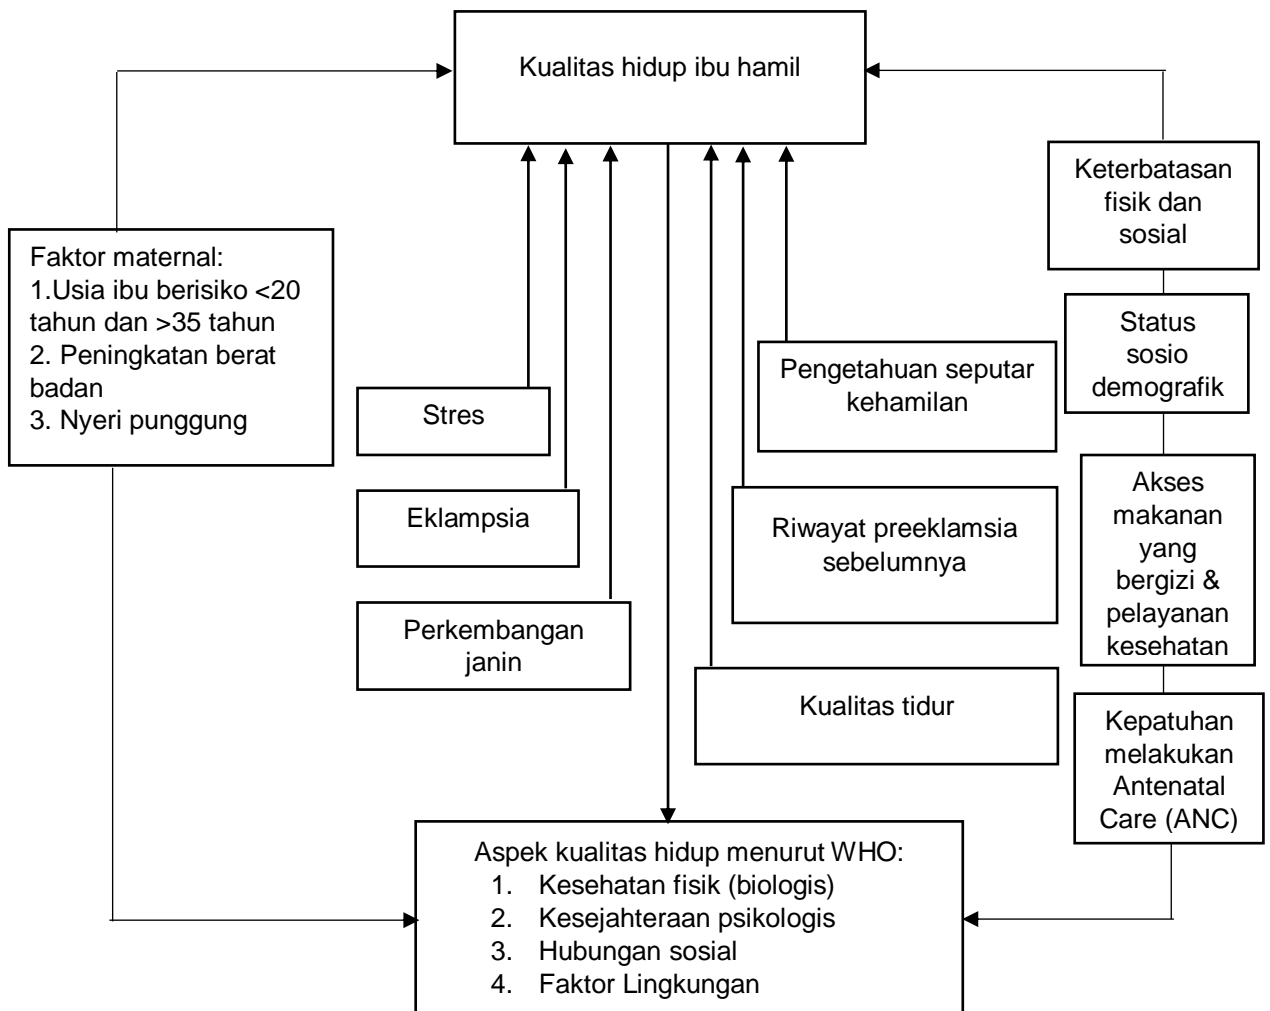 Kualitas hidup ibu hamil
Faktor maternal:
1.Usia ibu berisiko <20
tahun dan >35 tahun
2. Peningkatan berat
badan
3. Nyeri punggung
Stres
Eklampsia
Perkembangan
janin
Pengetahuan seputar
kehamilan
Riwayat preeklamsia
sebelumnya
Kualitas tidur
Keterbatasan
fisik dan
sosial
Status
sosio
demografik
Akses
makanan
yang
bergizi &
pelayanan
kesehatan
Kepatuhan
melakukan
Antenatal
Care (ANC)
Aspek kualitas hidup menurut WHO:
1. Kesehatan fisik (biologis)
2. Kesejahteraan psikologis
3. Hubungan sosial
4. Faktor Lingkungan